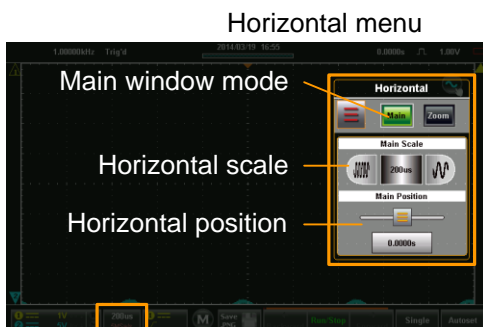 Horizontal menu
1.00000kHz Trig'd 2014/03/19 16:55 0.0000s 1.00V
Main window mode
Horizontal
Main Zoom
Main Scale
Horizontal scale
200us
Main Position
Horizontal position
0.0000s
1V 200us M Save Run/Stop Single Autoset
2 5V